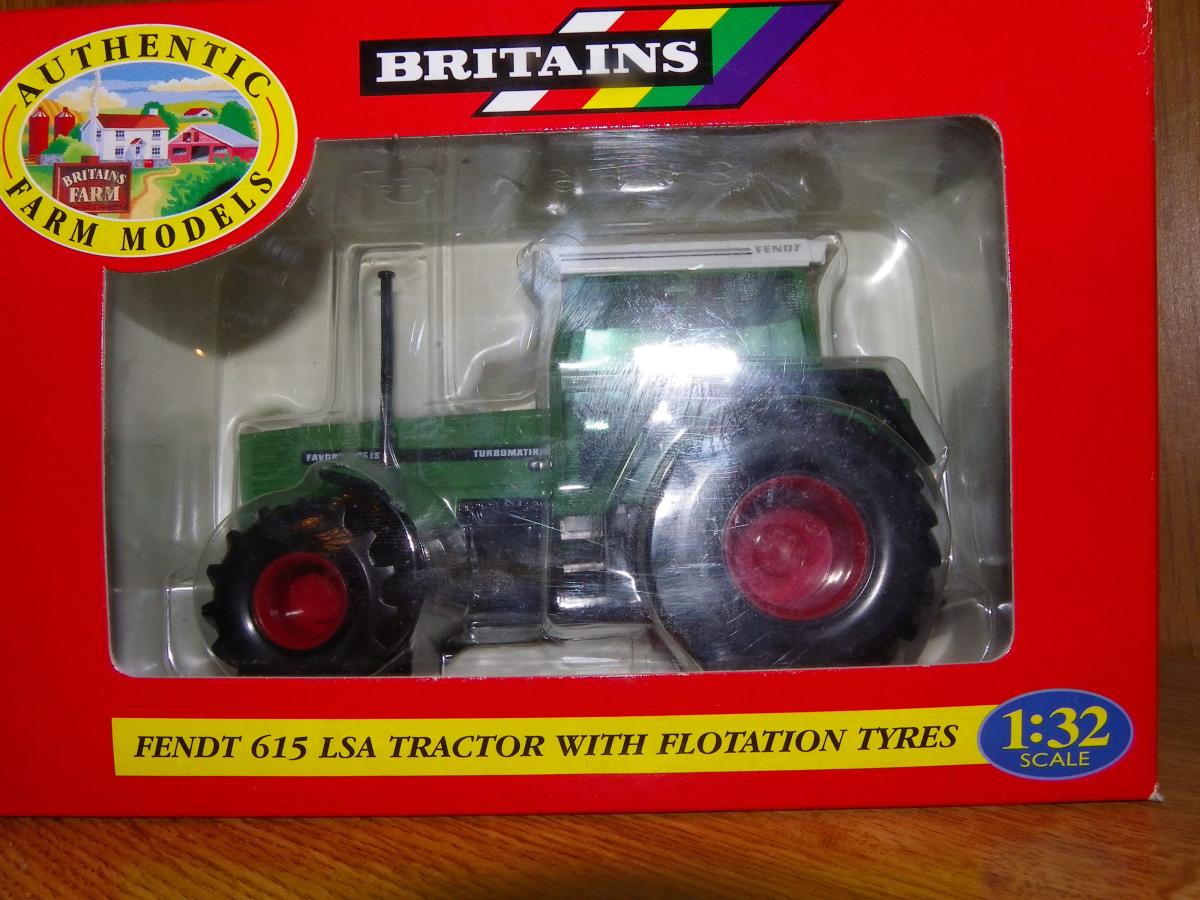 AUTHENTIC
FARM MODELS
BRITAINS
FARM
BRITAINS
FENDT
TURBOMATIK
FENDT 615 LSA TRACTOR WITH FLOTATION TYRES
1:32
SCALE